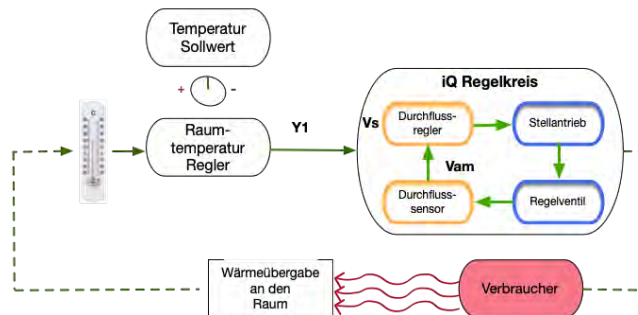 Temperatur
Sollwert
+
-
Raum-
temperatur
Regler
Y1
iQ Regelkreis
Vs
Durchfluss-
regler
Stellantrieb
Vam
Durchfluss-
sensor
Regelventil
Wärmeübergabe
an den
Raum
Verbraucher